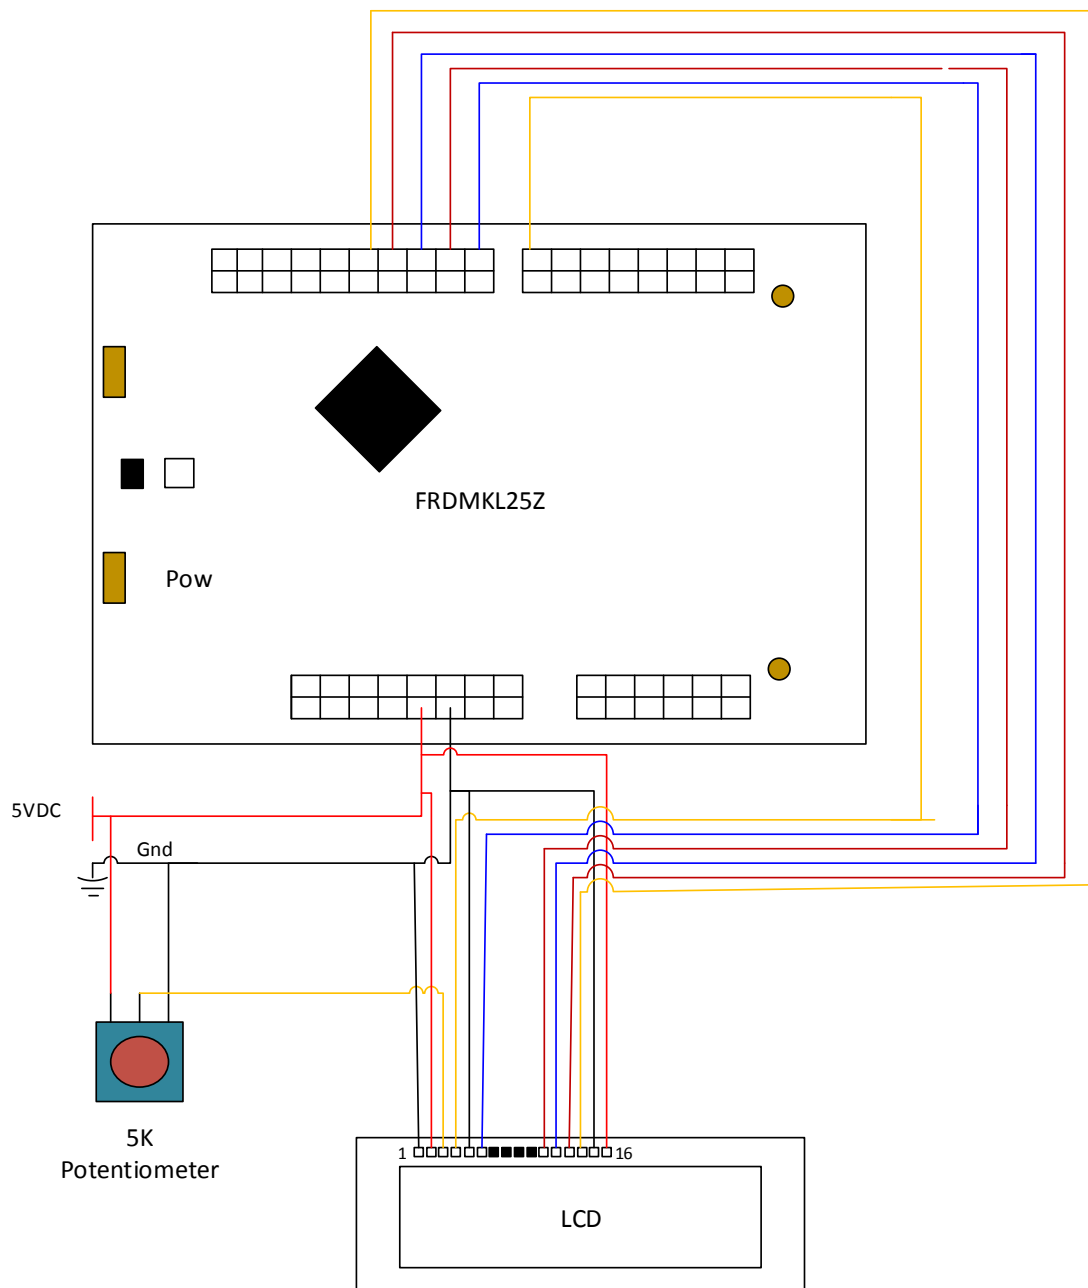 FRDMKL25Z
Pow
5VDC
Gnd
5K
Potentiometer
1
16
LCD